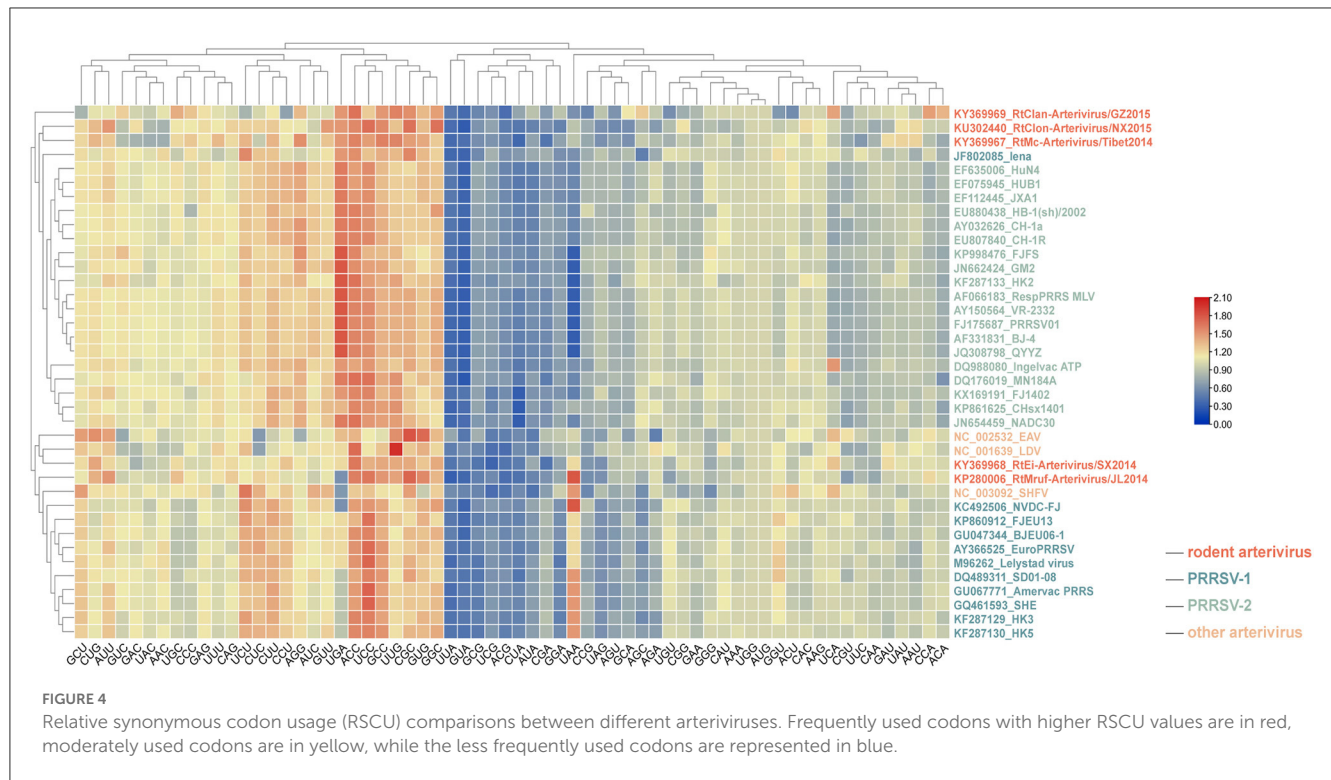 KY369969_RtClan-Arterivirus/GZ2015
KU302440_RtClon-Arterivirus/NX2015
KY369967_RtMc-Arterivirus/Tibet2014
JF802085_lena
EF635006_HuN4
EF075945_HUB1
EF112445_JXA1
EU880438_HB-1(sh)/2002
AY032626_CH-1a
EU807840_CH-1R
KP998476_FJFS
JN662424_GM2
KF287133_HK2
AF066183_RespPRRS MLV
AY150564_VR-2332
FJ175687_PRRSV01
AF331831_BJ-4
JQ308798_QYYZ
DQ988080_Ingelvac ATP
DQ176019_MN184A
KX169191_FJ1402
KP861625_CHsx1401
JN654459_NADC30
NC_002532_EAV
NC_001639_LDV
KY369968_RtEi-Arterivirus/SX2014
KP280006_RtMruf-Arterivirus/JL2014
NC_003092_SHFV
KC492506_NVDC-FJ
KP860912_FJEU13
GU047344_BJEU06-1
AY366525_EuroPRRSV
M96262_Lelystad virus
DQ489311_SD01-08
GU067771_Amervac PRRS
GQ461593_SHE
KF287129_HK3
KF287130_HK5
2.10
1.80
1.50
1.20
0.90
0.60
0.30
0.00
rodent arterivirus
PRRSV-1
PRRSV-2
other arterivirus
GCU CUG AUU GUC GAC UAC AAC UGC CCC GAG UUU CAG UCU CUC CUU CCU AGG AUC GUU UGA ACC UCC GCC UUG CGC GUG GGC UUA GUA GCG UCG ACG CUA AUA CGA GGA UAA CCG UAG AGU GCA AGC AGA UGU CGG GAA GGG CAU AAA UGG AUG GGU ACU CAC AAG UCA CGU UUC CAA GAU UAU AAU CCA ACA
FIGURE 4
Relative synonymous codon usage (RSCU) comparisons between different arteriviruses. Frequently used codons with higher RSCU values are in red,
moderately used codons are in yellow, while the less frequently used codons are represented in blue.